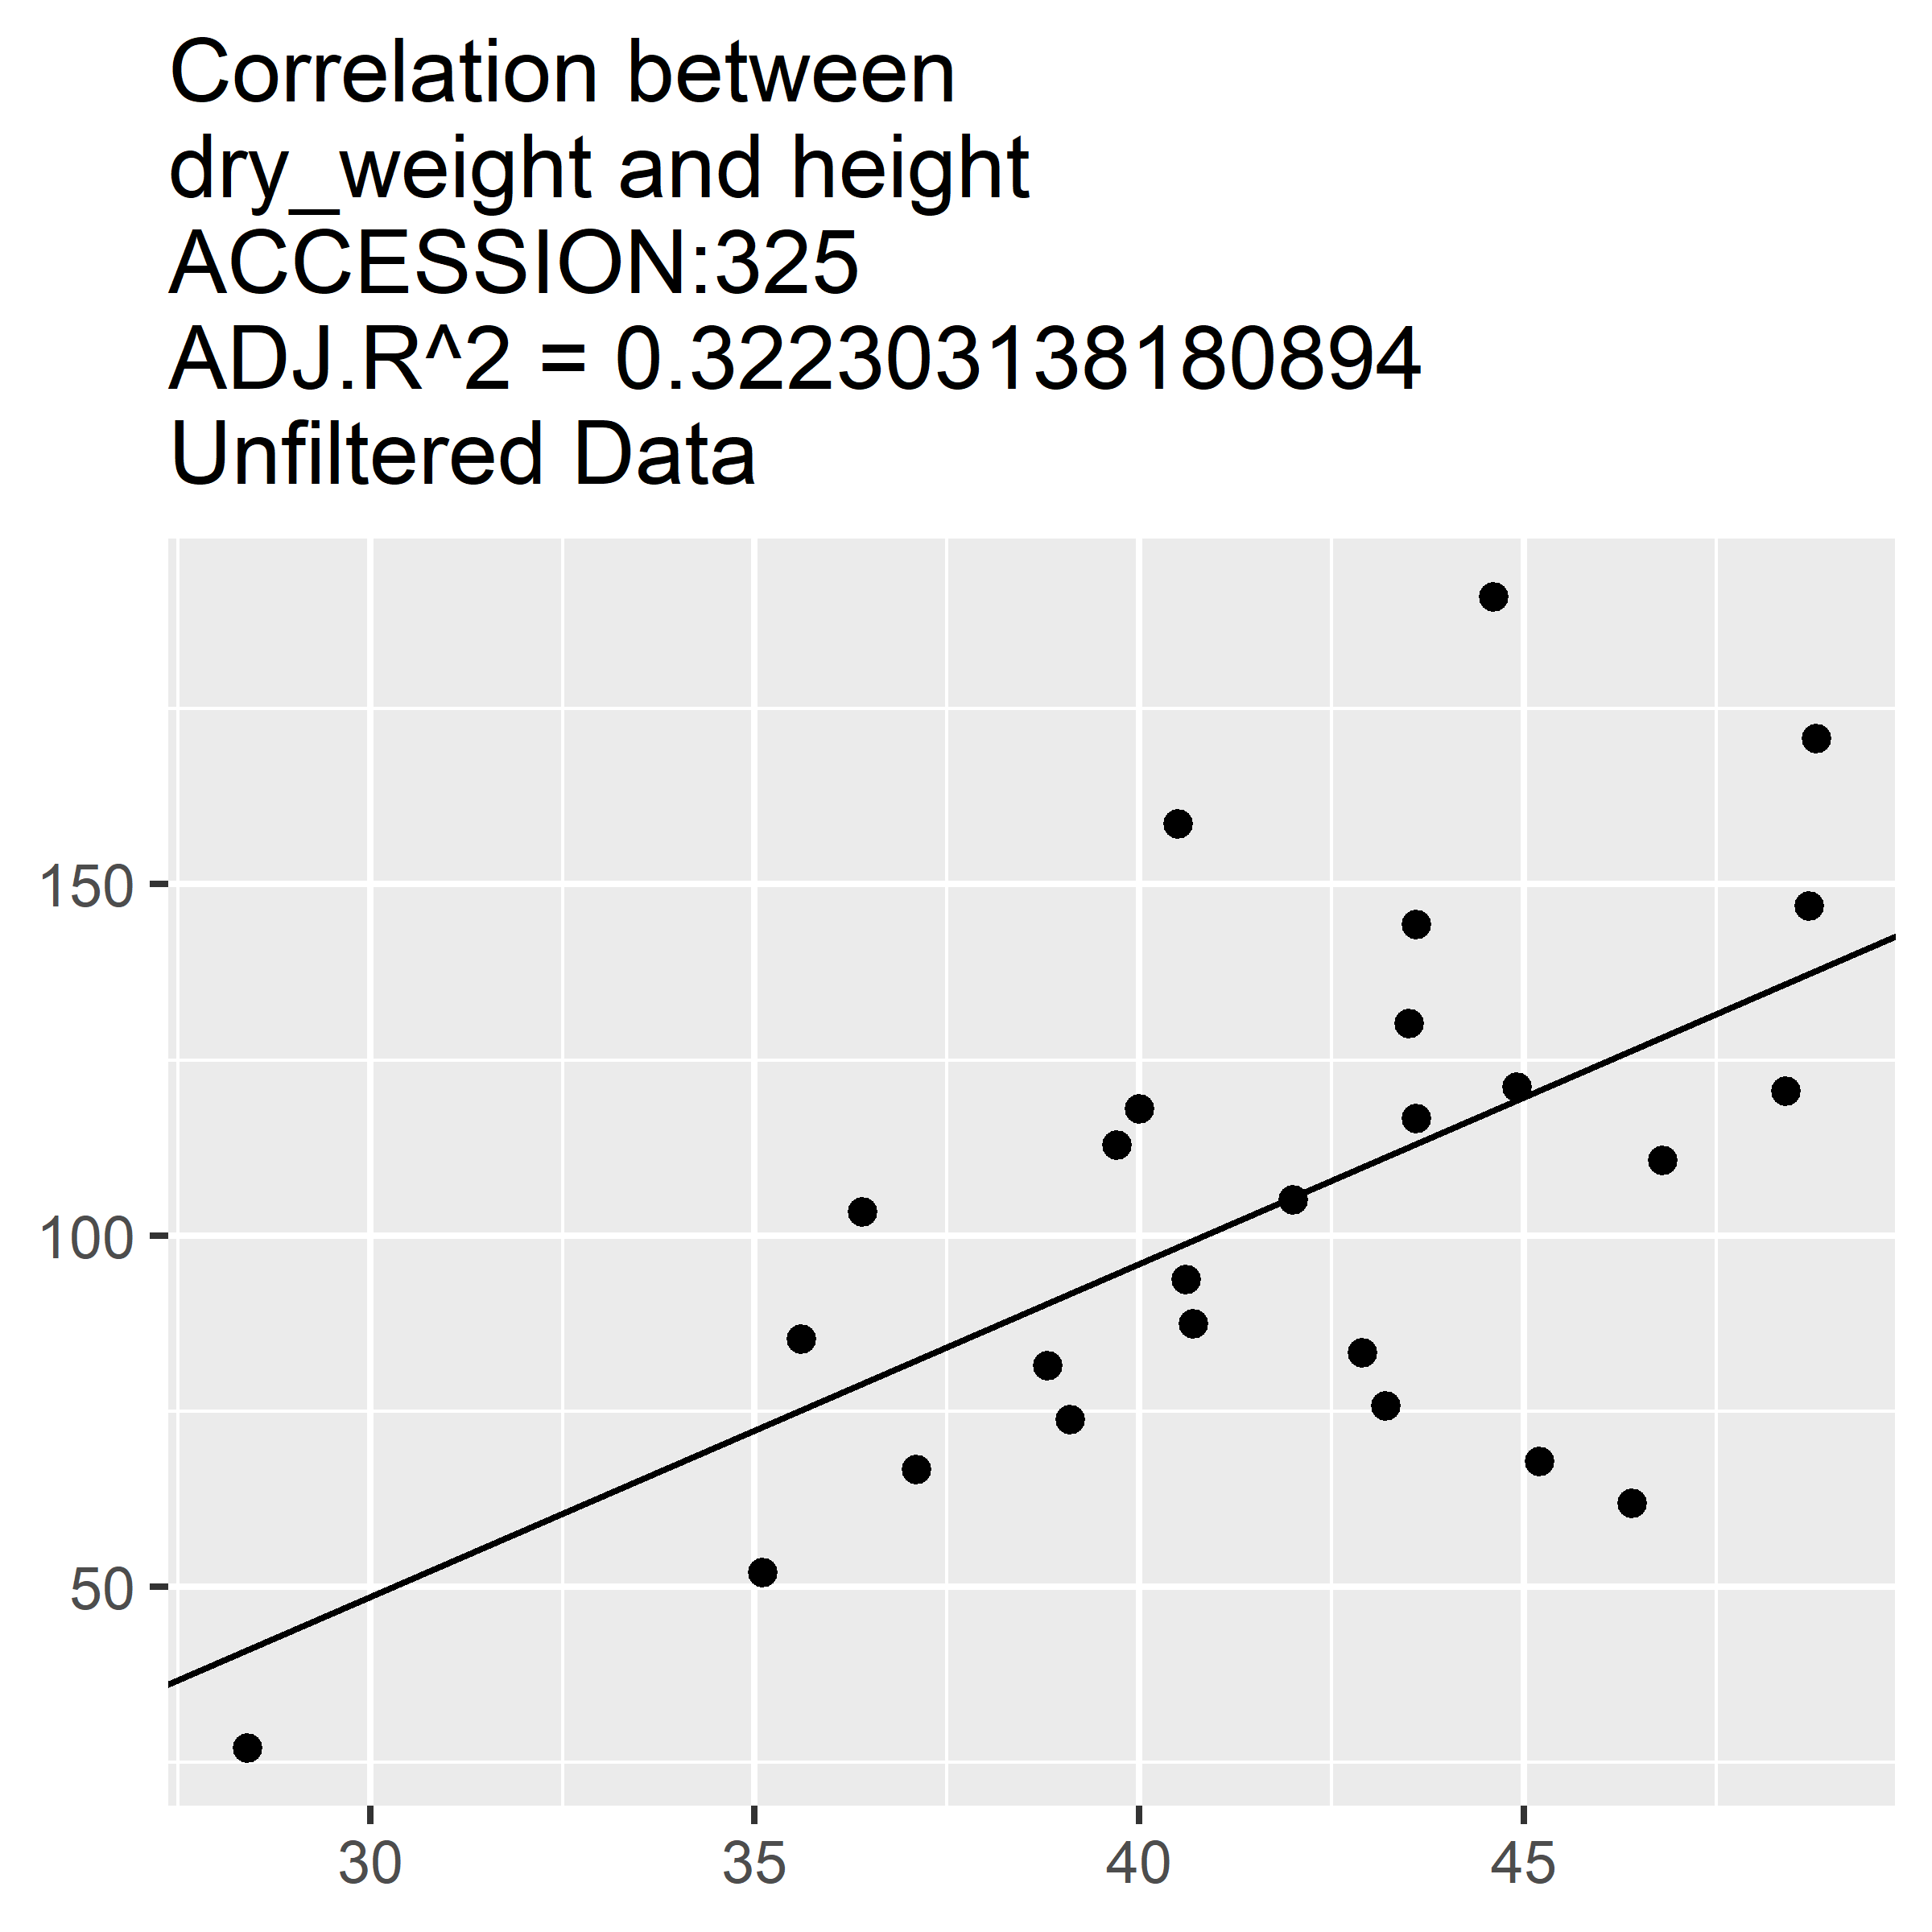 Correlation between
dry_weight and height
ACCESSION:325
ADJ.R^2 = 0.322303138180894
Unfiltered Data
150
100
50
30 35 40 45